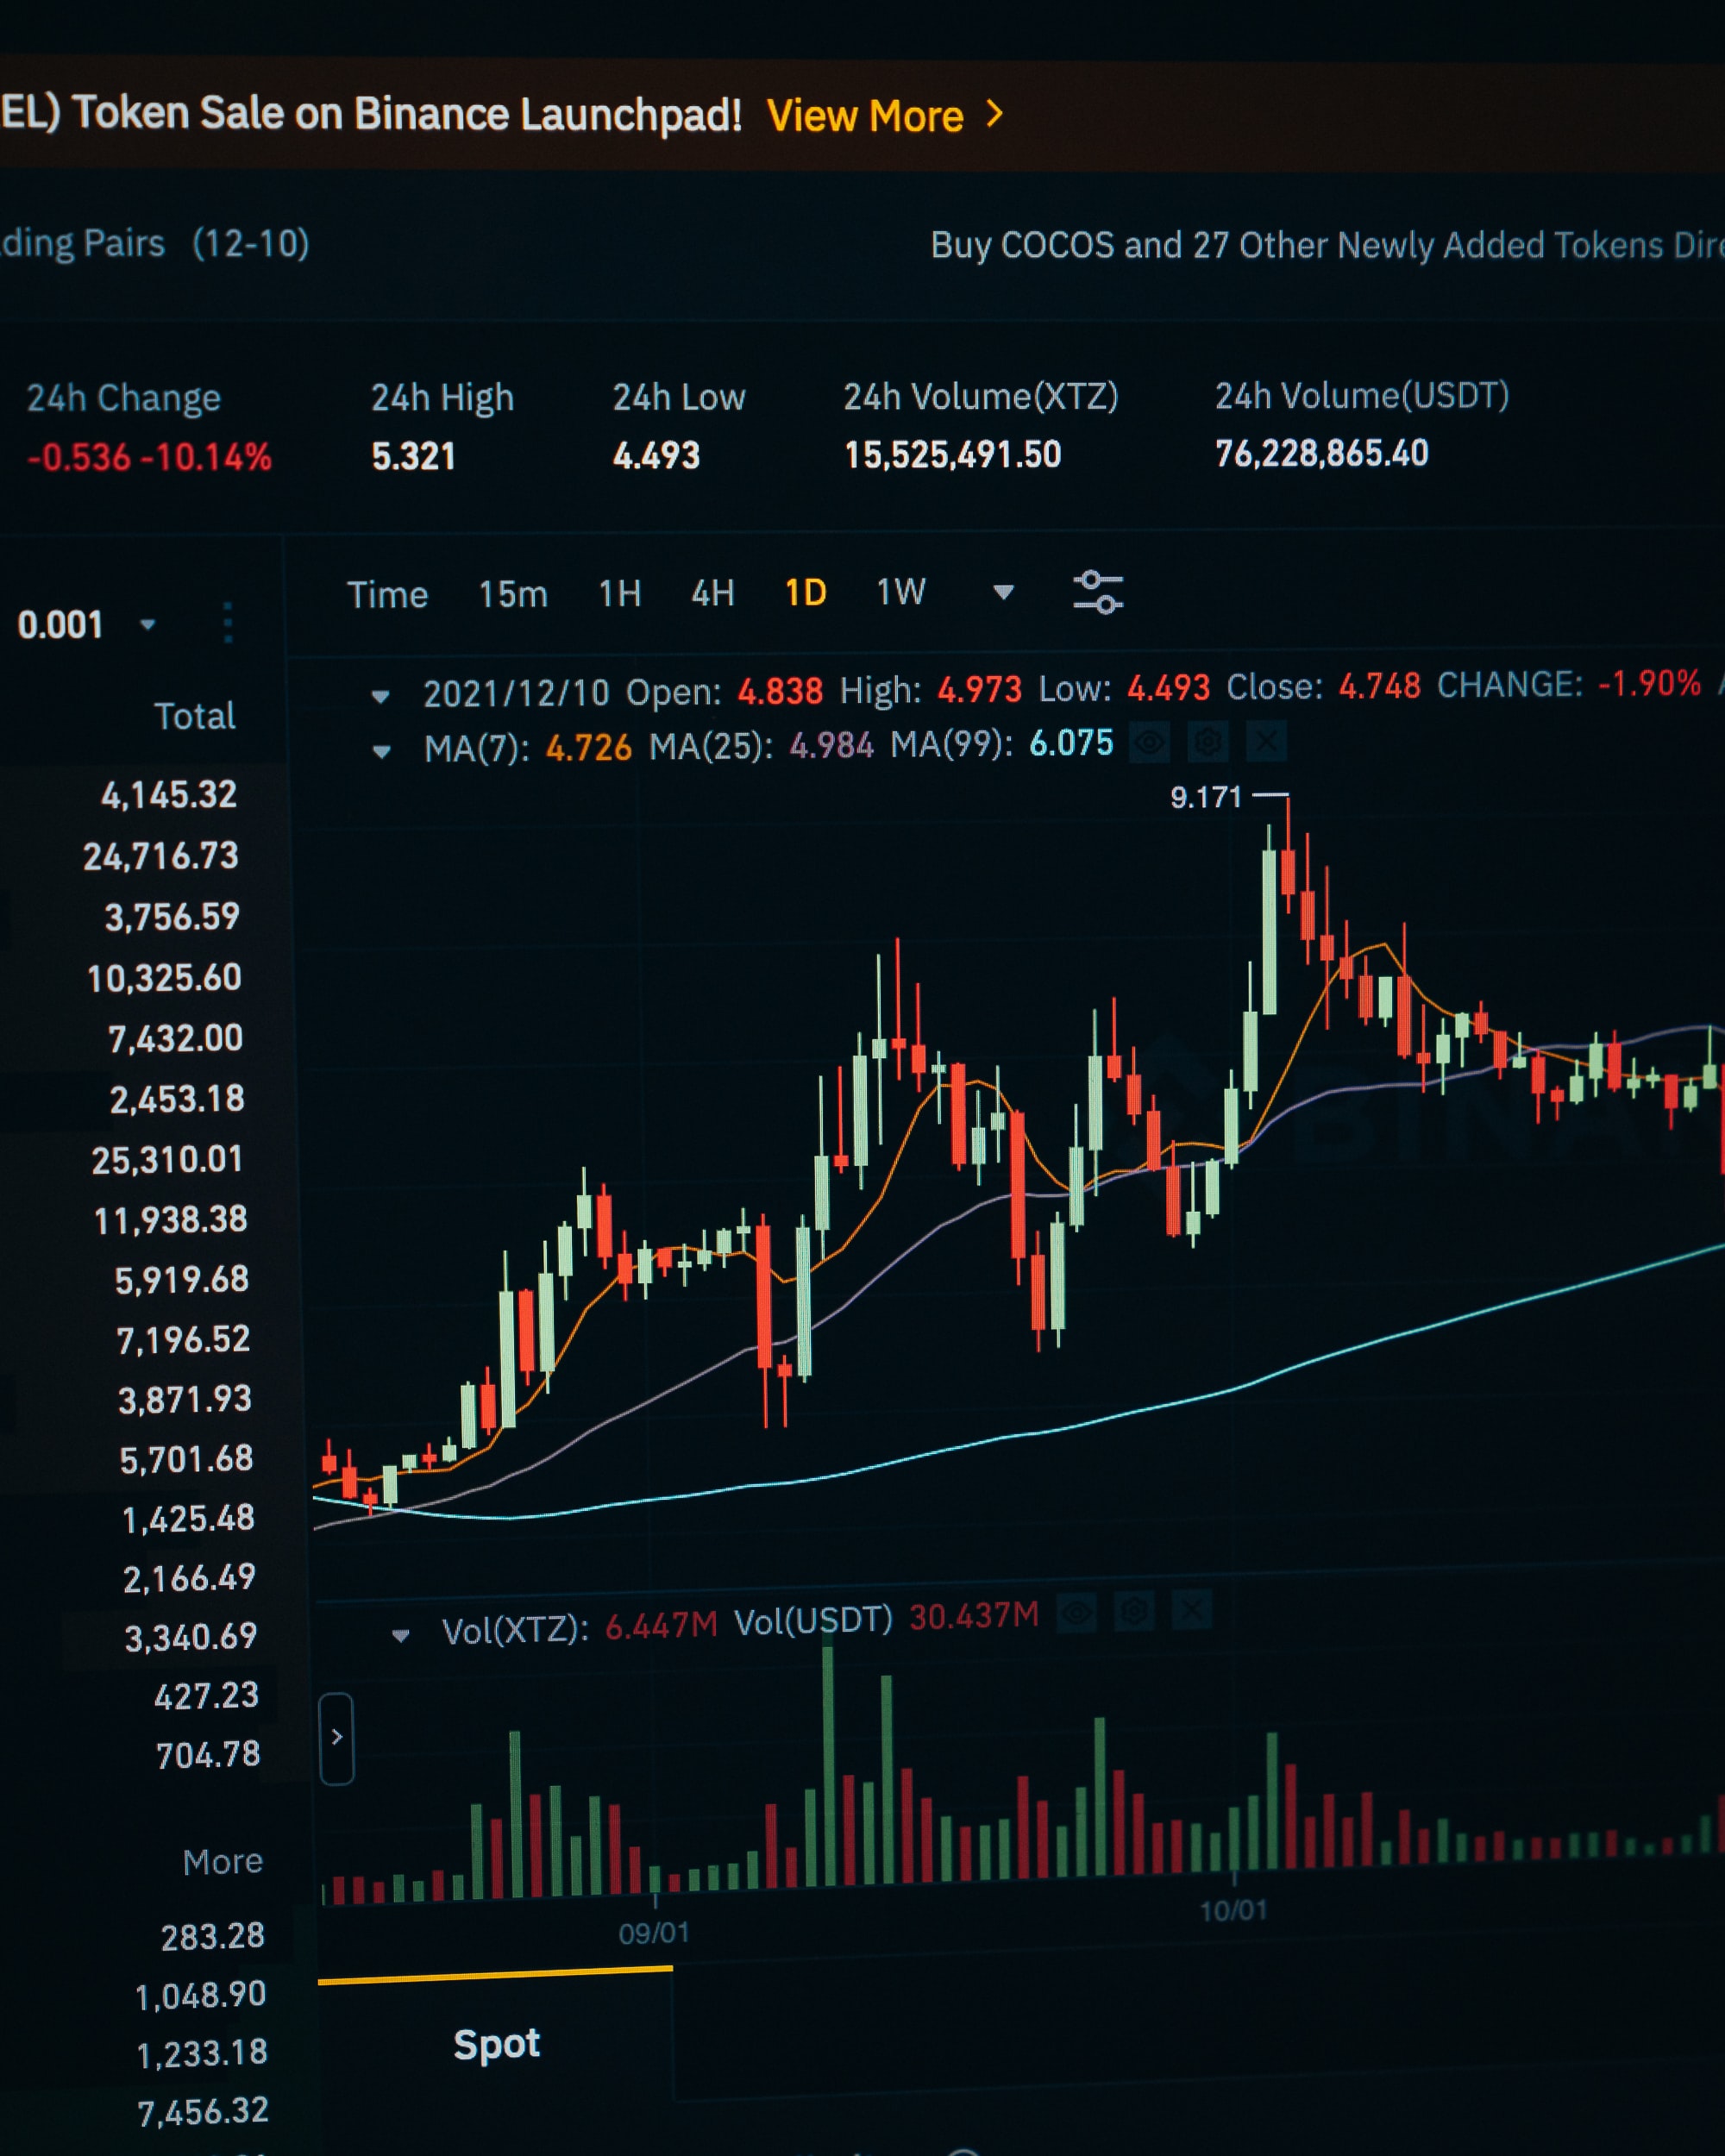 EL) Token Sale on Binance Launchpad! View More >
ding Pairs (12-10)
Buy COCOS and 27 Other Newly Added Tokens Dire
24h Change 24h High 24h Low 24h Volume(XTZ) 24h Volume(USDT)
-0.536 -10.14% 5.321 4.493 15,525,491.50 76,228,865.40
Time 15m 1H 4H 1D 1W
0.001
2021/12/10 Open: 4.838 High: 4.973 Low: 4.493 Close: 4.748 CHANGE: -1.90%
MA(7): 4.726 MA(25): 4.984 MA(99): 6.075
9.171
Total
4,145.32
24,716.73
3,756.59
10,325.60
7,432.00
2,453.18
25,310.01
11,938.38
5,919.68
7,196.52
3,871.93
5,701.68
1,425.48
2,166.49
3,340.69
427.23
704.78
More
283.28
1,048.90
1,233.18
7,456.32
BINA
Vol(XTZ): 6.447M Vol(USDT) 30.437M
09/01 10/01
Spot